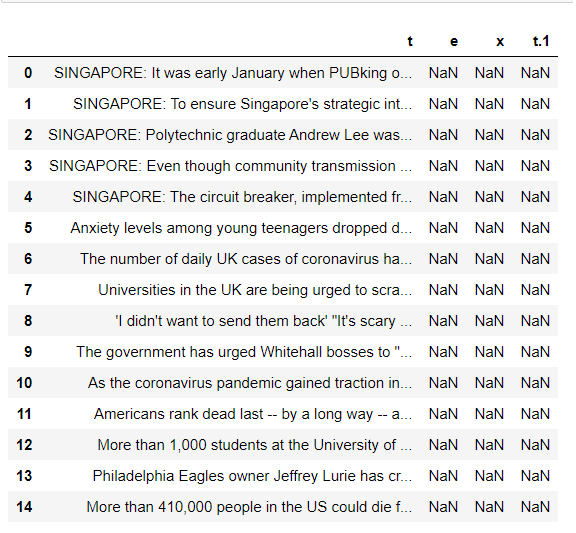 t e x t.1
0 SINGAPORE: It was early January when PUBking o... NaN NaN NaN
1 SINGAPORE: To ensure Singapore's strategic int... NaN NaN NaN
2 SINGAPORE: Polytechnic graduate Andrew Lee was... NaN NaN NaN
3 SINGAPORE: Even though community transmission ... NaN NaN NaN
4 SINGAPORE: The circuit breaker, implemented fr... NaN NaN NaN
5 Anxiety levels among young teenagers dropped d... NaN NaN NaN
6 The number of daily UK cases of coronavirus ha... NaN NaN NaN
7 Universities in the UK are being urged to scra... NaN NaN NaN
8 'I didn't want to send them back' "It's scary ... NaN NaN NaN
9 The government has urged Whitehall bosses to "... NaN NaN NaN
10 As the coronavirus pandemic gained traction in... NaN NaN NaN
11 Americans rank dead last -- by a long way -- a... NaN NaN NaN
12 More than 1,000 students at the University of ... NaN NaN NaN
13 Philadelphia Eagles owner Jeffrey Lurie has cr... NaN NaN NaN
14 More than 410,000 people in the US could die f... NaN NaN NaN